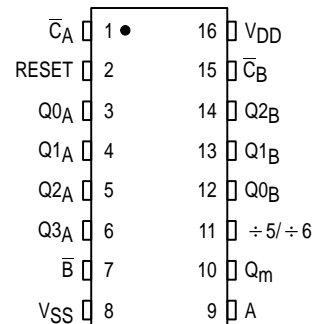 C̅A 1 16 VDD
RESET 2 15 C̅B
Q0A 3 14 Q2B
Q1A 4 13 Q1B
Q2A 5 12 Q0B
Q3A 6 11 ÷5/÷6
B̅ 7 10 Qm
VSS 8 9 A